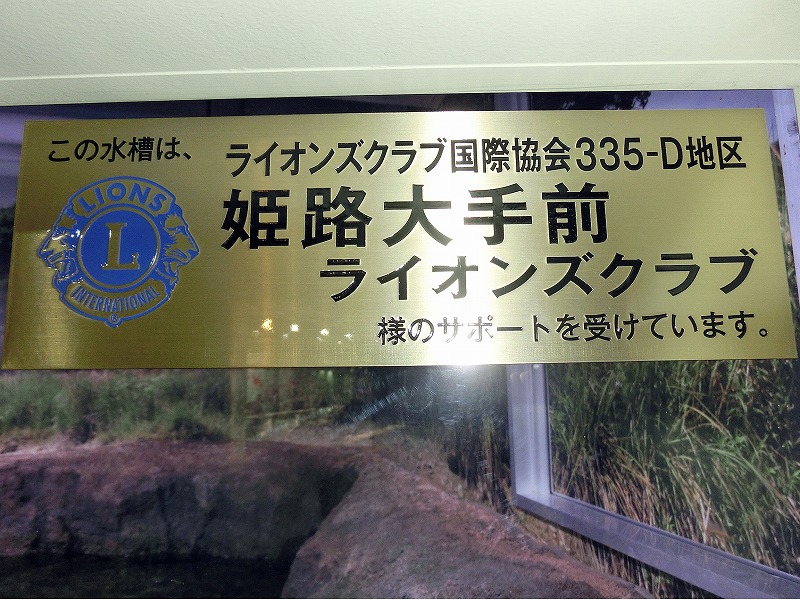 この水槽は、ライオンズクラブ国際協会335-D地区
LIONS
L
INTERNATIONAL
姫路大手前
ライオンズクラブ
様のサポートを受けています。